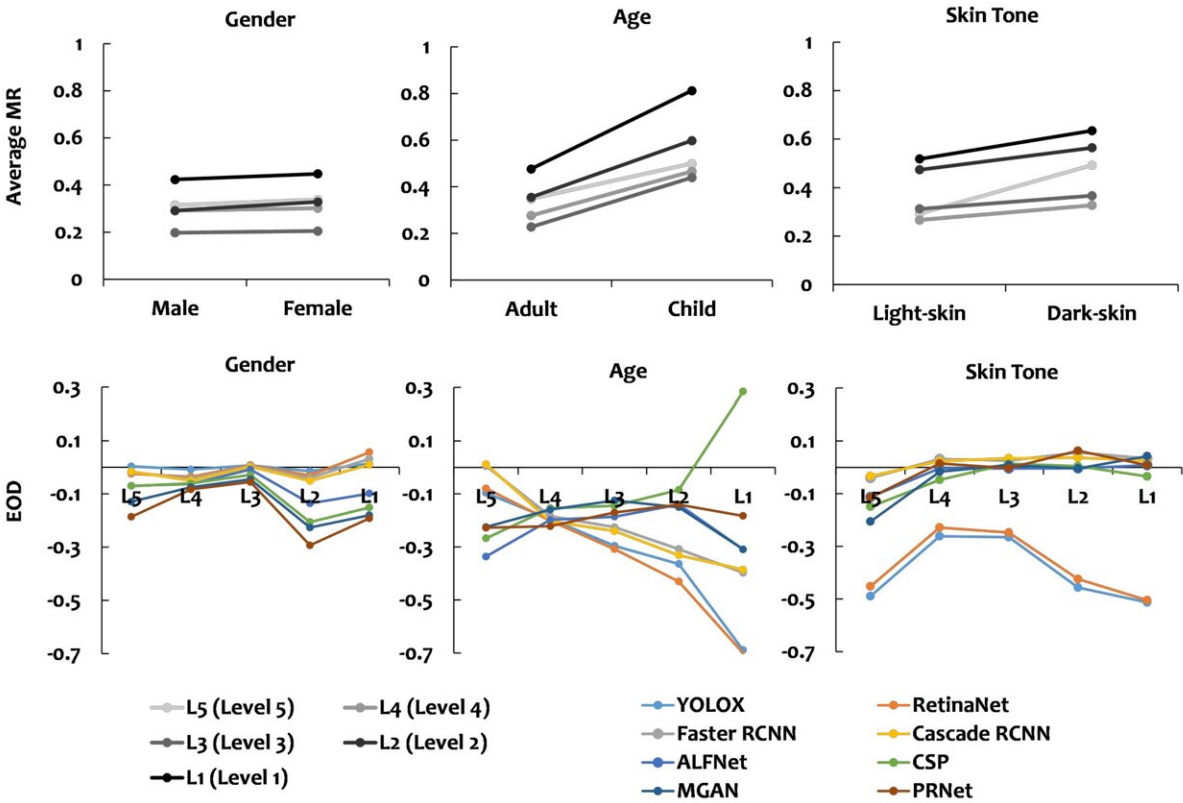 Gender
Age
Skin Tone
Average MR
1
0.8
0.6
0.4
0.2
0
Male Female
1
0.8
0.6
0.4
0.2
0
Adult Child
1
0.8
0.6
0.4
0.2
0
Light-skin Dark-skin
Gender
Age
Skin Tone
EOD
0.3
0.1
-0.1
-0.3
-0.5
-0.7
L5 L4 L3 L2 L1
0.3
0.1
-0.1
-0.3
-0.5
-0.7
L5 L4 L3 L2 L1
0.3
0.1
-0.1
-0.3
-0.5
-0.7
L5 L4 L3 L2 L1
L5 (Level 5) L4 (Level 4)
L3 (Level 3) L2 (Level 2)
L1 (Level 1)
YOLOX RetinaNet
Faster RCNN Cascade RCNN
ALFNet CSP
MGAN PRNet